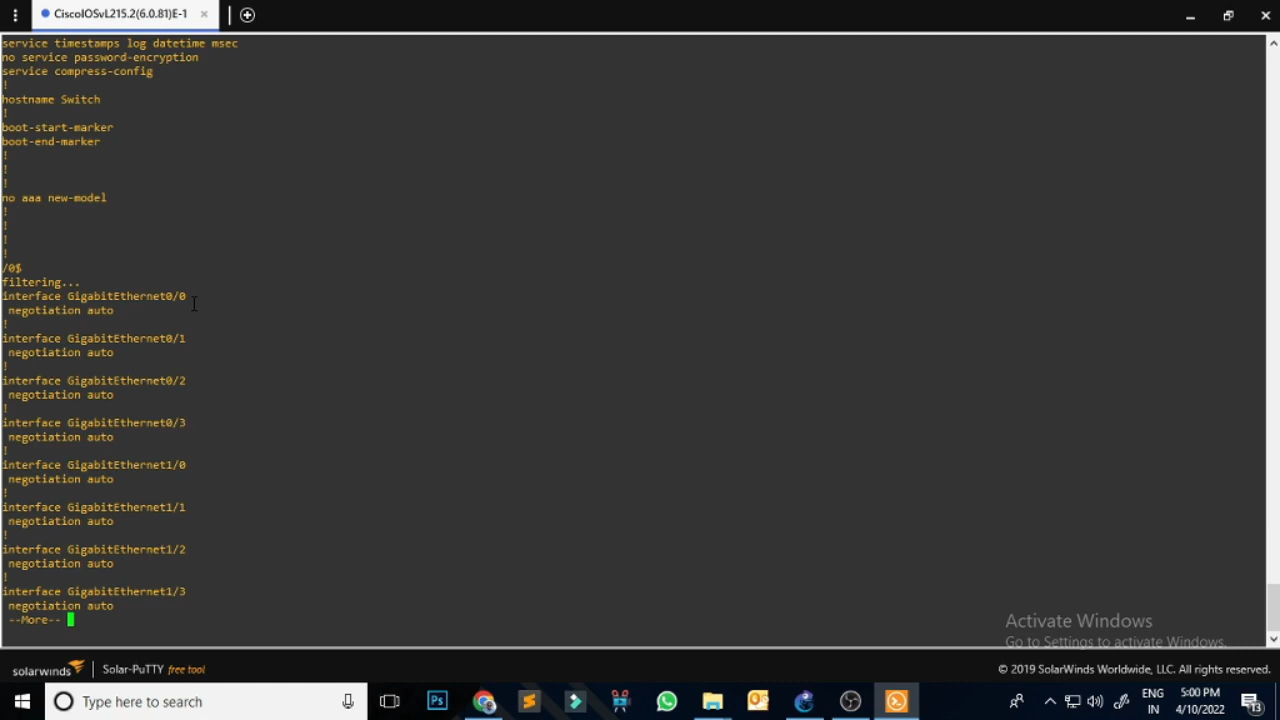 CiscoIOSvL215.2(6.0.81)E-1
service timestamps log datetime msec
no service password-encryption
service compress-config
!
hostname Switch
!
boot-start-marker
boot-end-marker
!
!
!
no aaa new-model
!
!
!
!
/0$
filtering...
interface GigabitEthernet0/0
negotiation auto
!
interface GigabitEthernet0/1
negotiation auto
!
interface GigabitEthernet0/2
negotiation auto
!
interface GigabitEthernet0/3
negotiation auto
!
interface GigabitEthernet1/0
negotiation auto
!
interface GigabitEthernet1/1
negotiation auto
!
interface GigabitEthernet1/2
negotiation auto
!
interface GigabitEthernet1/3
negotiation auto
--More--
Activate Windows
Go to Settings to activate Windows.
solarwinds Solar-PuTTY free tool
© 2019 SolarWinds Worldwide, LLC. All rights reserved.
Type here to search
Ps
ENG
IN
5:00 PM
4/10/2022
13